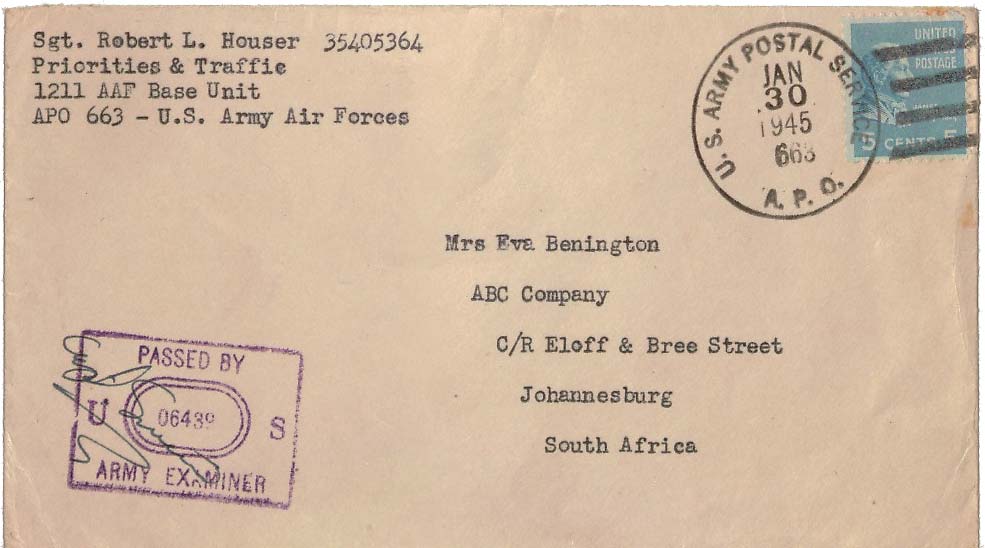 Sgt. Robert L. Houser 35405364
Priorities & Traffic
1211 AAF Base Unit
APO 663 - U.S. Army Air Forces
U.S. ARMY POSTAL SERVICE
JAN
30
1945
663
A. P. O.
UNITED
POSTAGE
5 CENTS 5
Mrs Eva Benington
ABC Company
C/R Eloff & Bree Street
Johannesburg
South Africa
PASSED BY
U 06439 S
ARMY EXAMINER